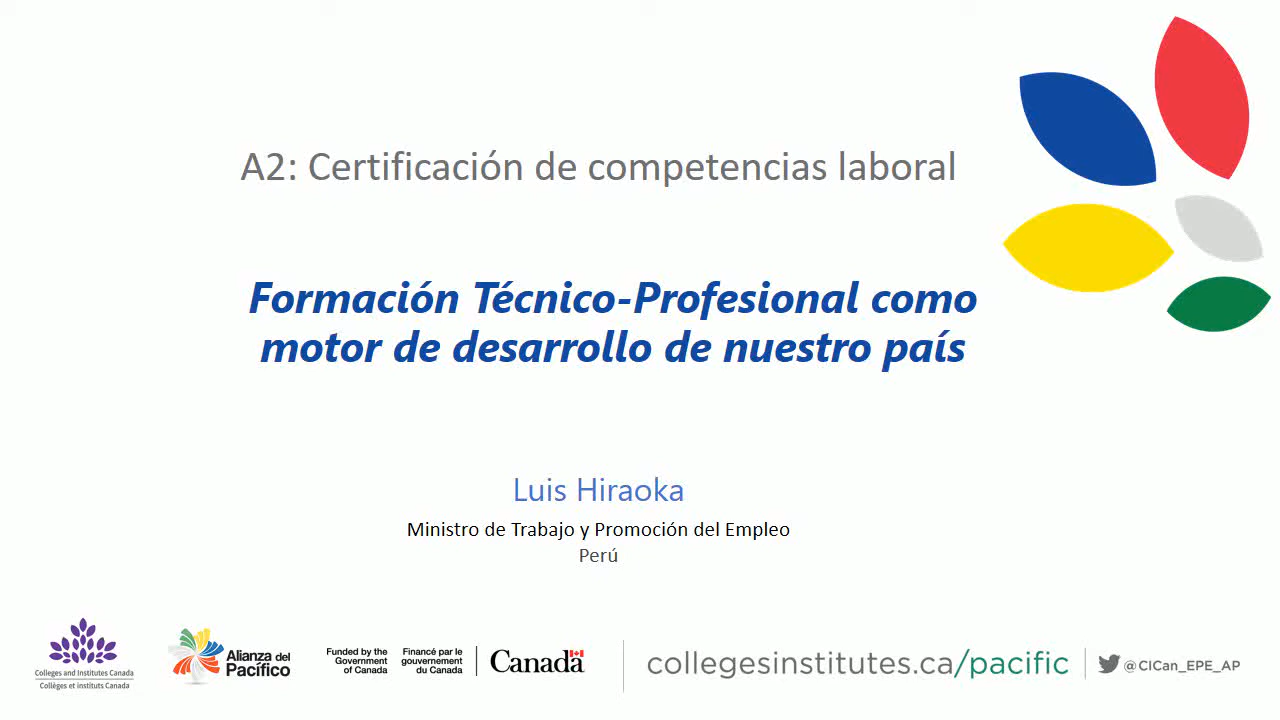 A2: Certificación de competencias laboral
Formación Técnico-Profesional como
motor de desarrollo de nuestro país
Luis Hiraoka
Ministro de Trabajo y Promoción del Empleo
Perú
Colleges and Institutes Canada
Collèges et instituts Canada
Alianza del
Pacífico
Funded by the
Government
of Canada
Financé par le
gouvernement
du Canada
Canada
collegesinstitutes.ca/pacific
@CICan_EPE_AP